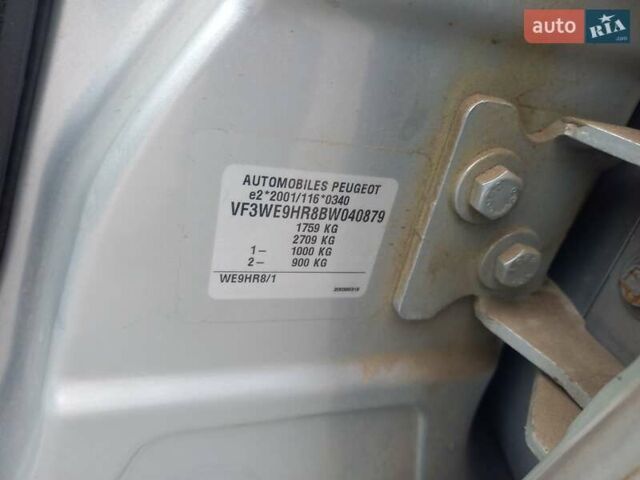 auto RIA
.com
AUTOMOBILES PEUGEOT
e2*2001/116*0340
VF3WE9HR8BW040879
1759 KG
2709 KG
1– 1000 KG
2– 900 KG
WE9HR8/1